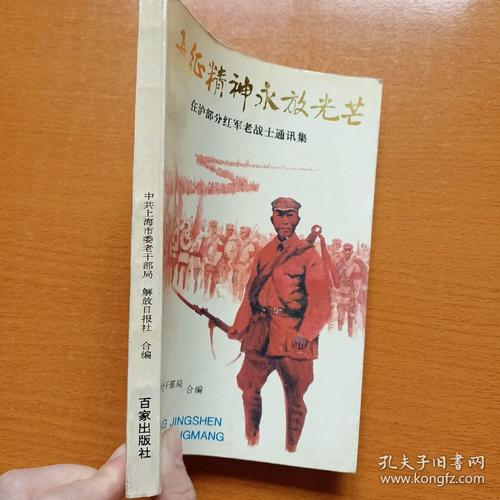 长征精神永放光芒
在沪部分红军老战士通讯集
中共上海市委老干部局 解放日报社 合编
百家出版社
干部局 合编
JINGSHEN
GMANG
孔夫子旧书网
www.kongfz.com